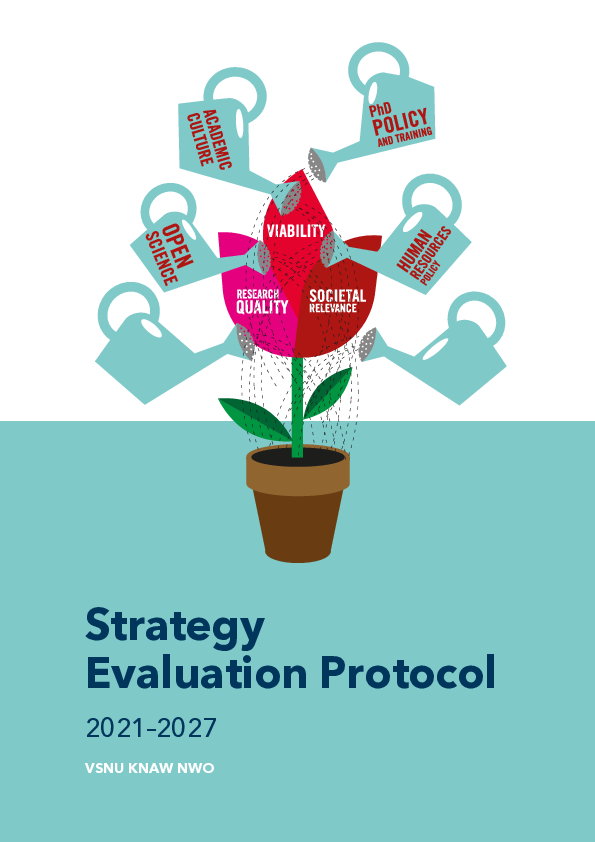 ACADEMIC
CULTURE
PhD
POLICY
AND TRAINING
OPEN
SCIENCE
HUMAN
RESOURCES
POLICY
VIABILITY
RESEARCH
QUALITY
SOCIETAL
RELEVANCE
Strategy
Evaluation Protocol
2021–2027
VSNU KNAW NWO